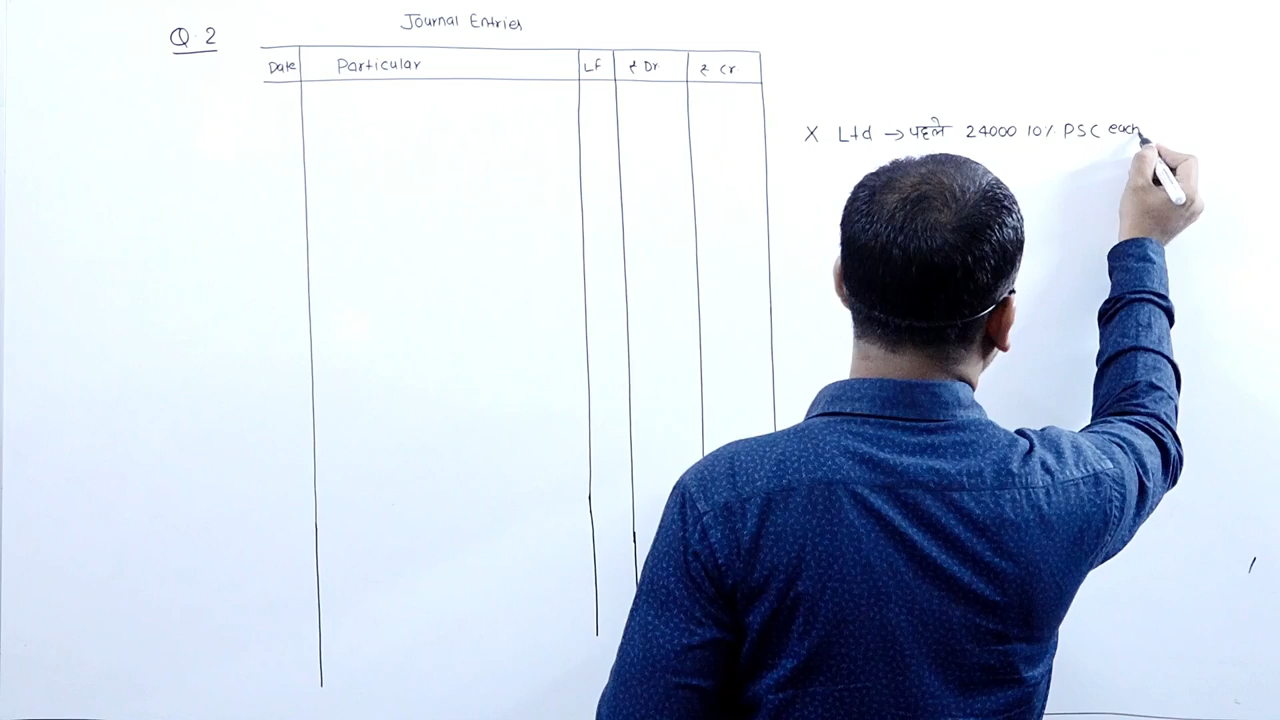 Q.2
Journal Entries
Date Particular LF ₹ Dr. ₹ Cr
X Ltd → पहले 24000 10% PSC each